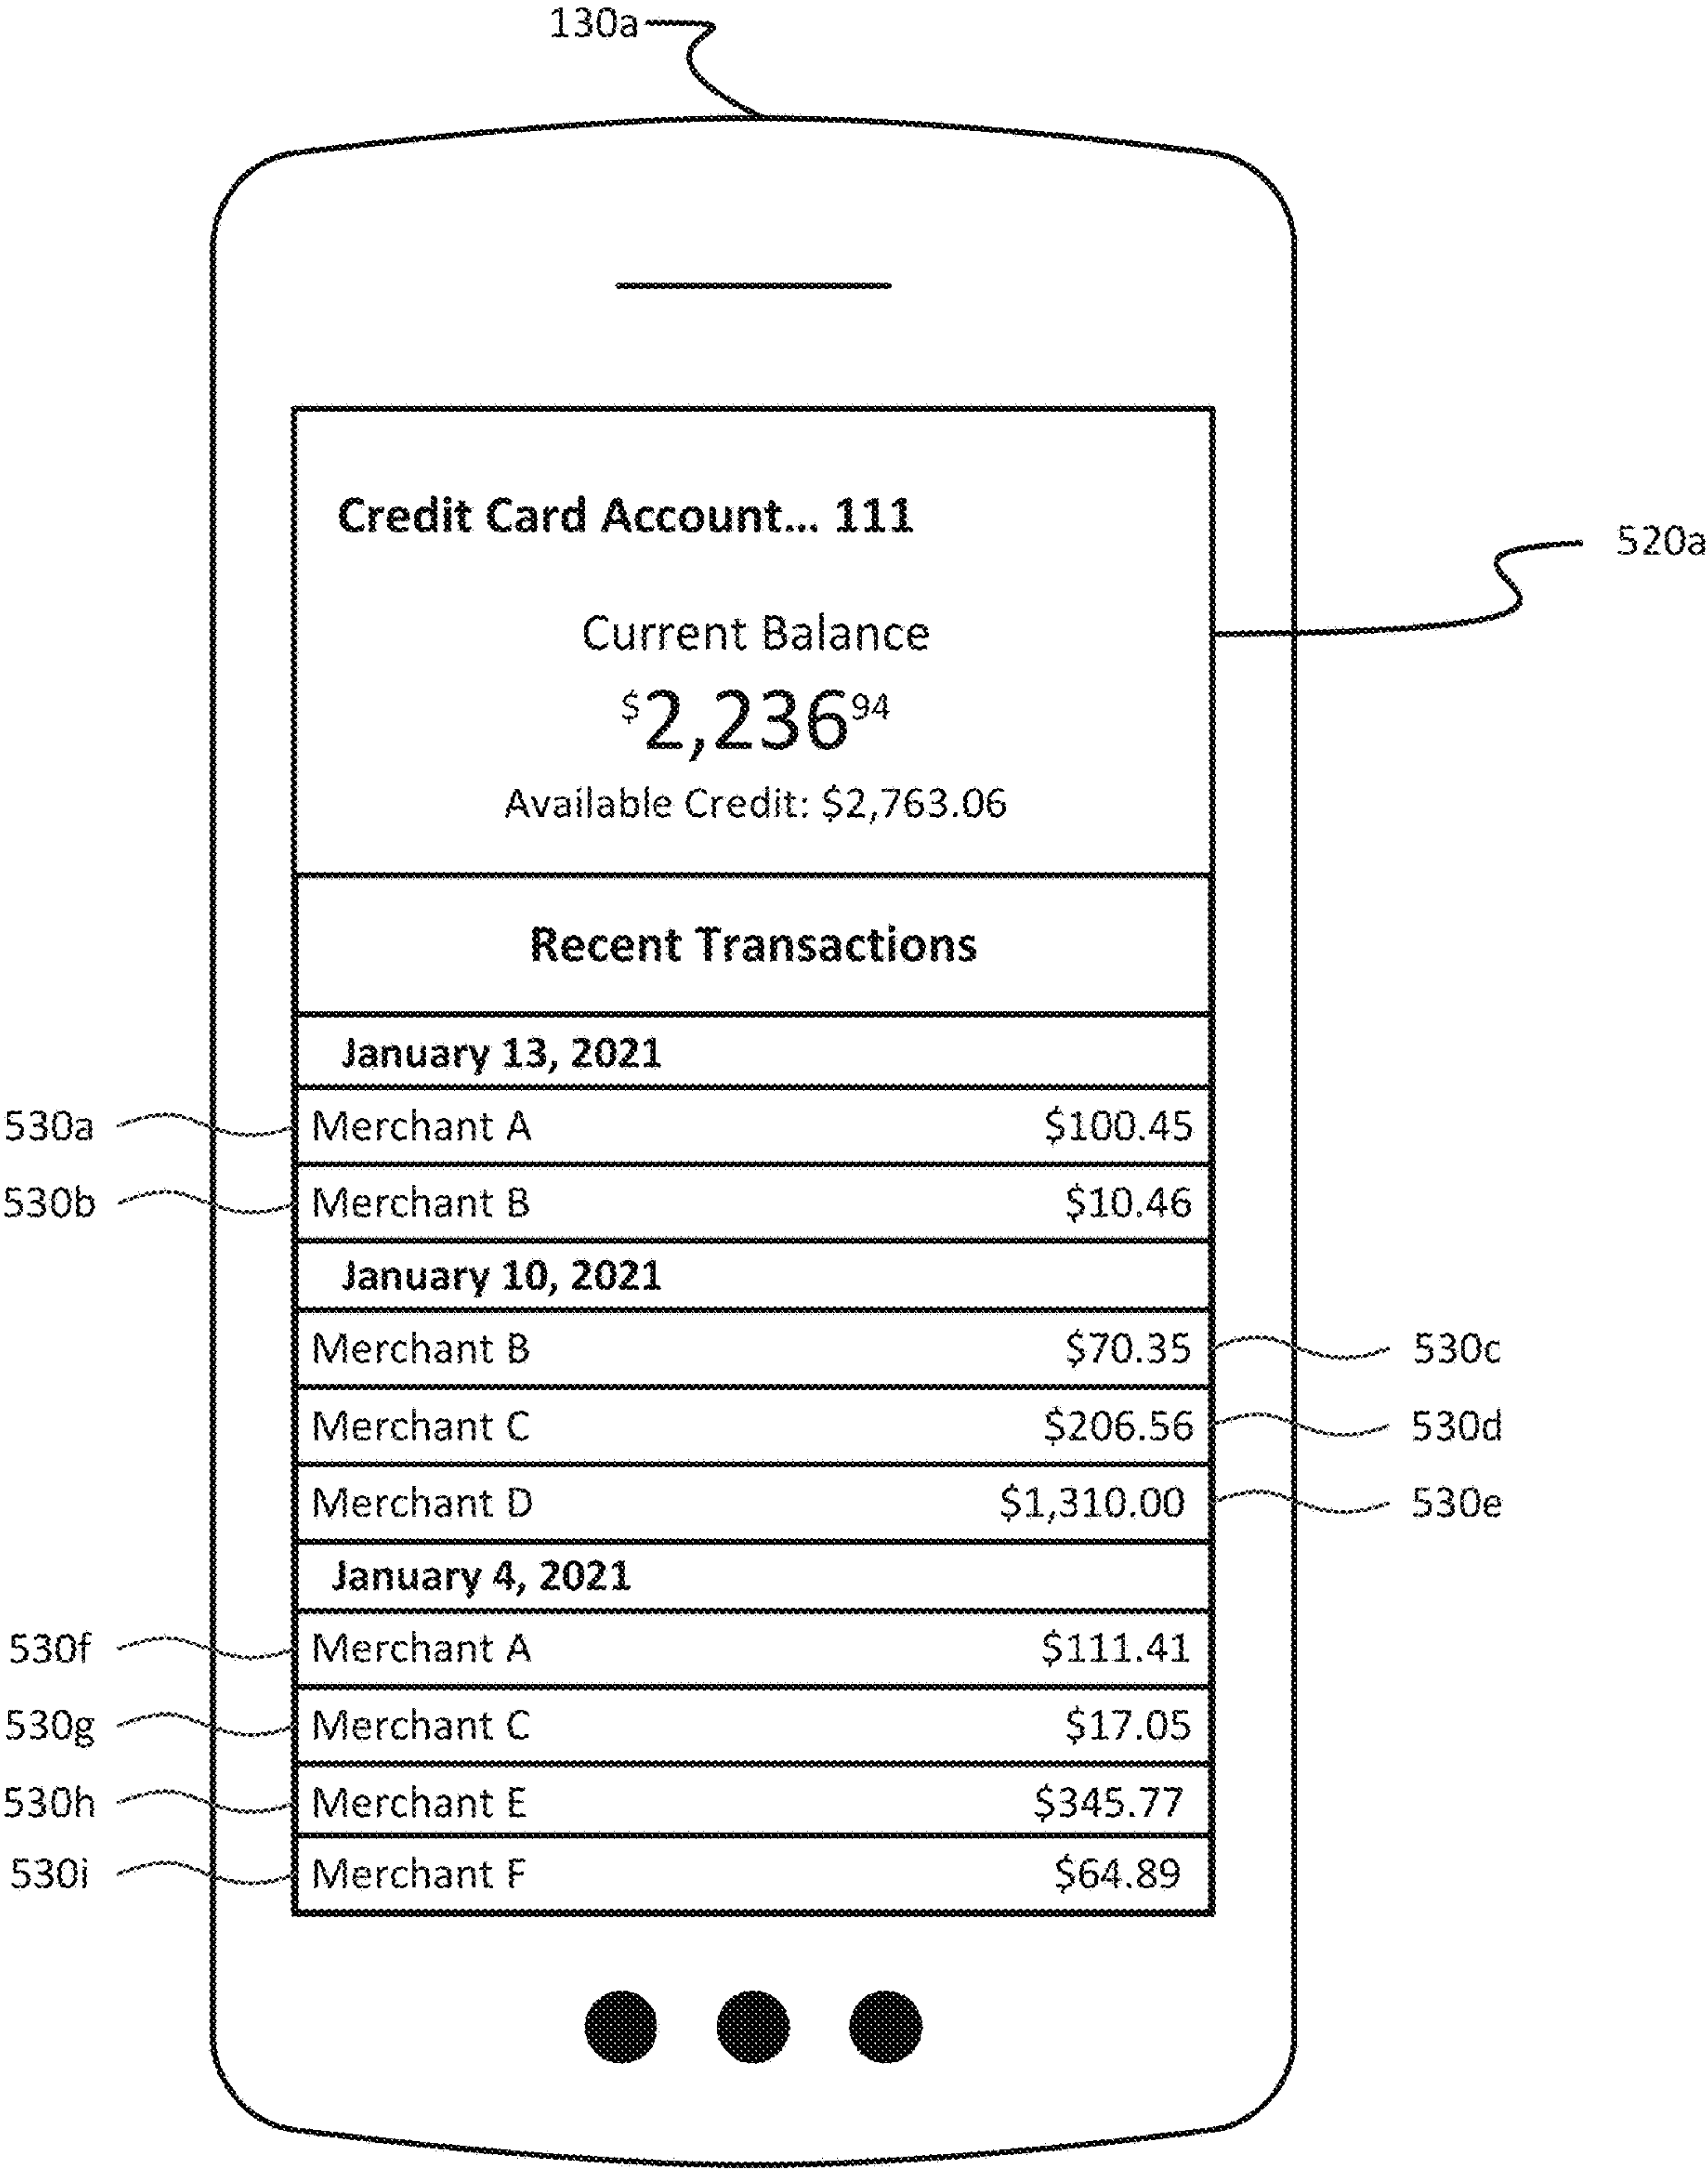 130a
Credit Card Account... 111
520a
Current Balance
$2,23694
Available Credit: $2,763.06
Recent Transactions
January 13, 2021
530a Merchant A $100.45
530b Merchant B $10.46
January 10, 2021
Merchant B $70.35 530c
Merchant C $206.56 530d
Merchant D $1,310.00 530e
January 4, 2021
530f Merchant A $111.41
530g Merchant C $17.05
530h Merchant E $345.77
530i Merchant F $64.89